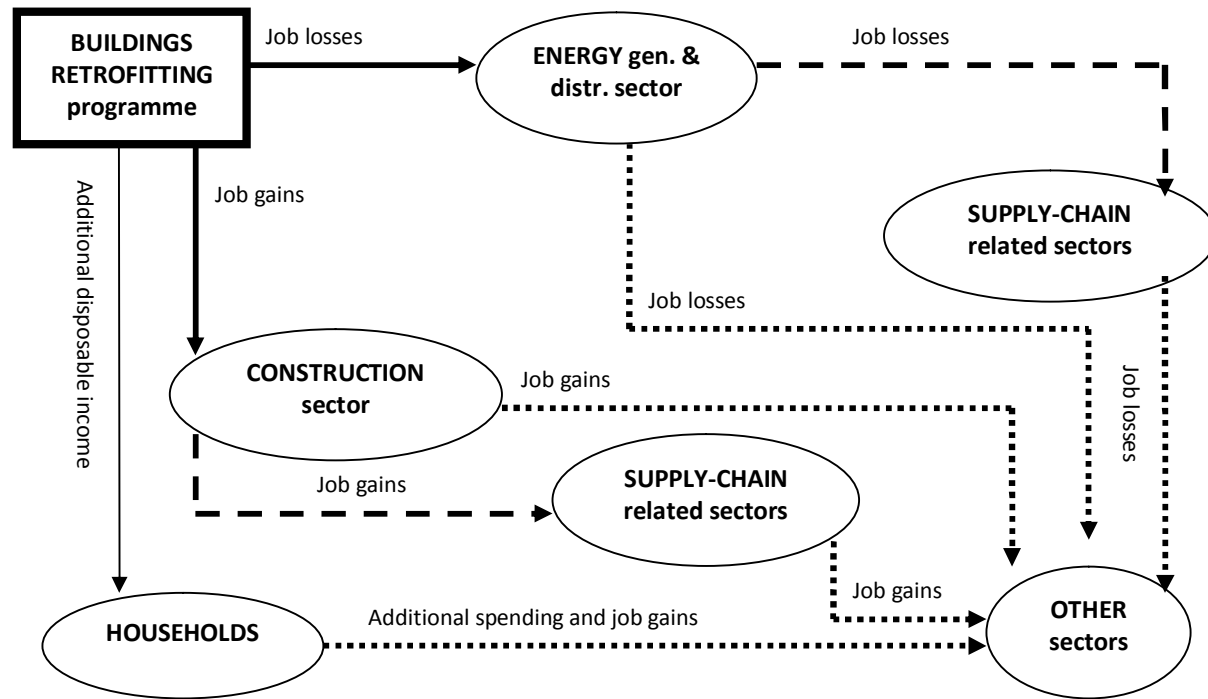 BUILDINGS
RETROFITTING
programme
Job losses
ENERGY gen. &
distr. sector
Job losses
Additional disposable income
Job gains
SUPPLY-CHAIN
related sectors
Job losses
CONSTRUCTION
sector
Job gains
Job losses
Job gains
SUPPLY-CHAIN
related sectors
Job gains
HOUSEHOLDS
Additional spending and job gains
OTHER
sectors